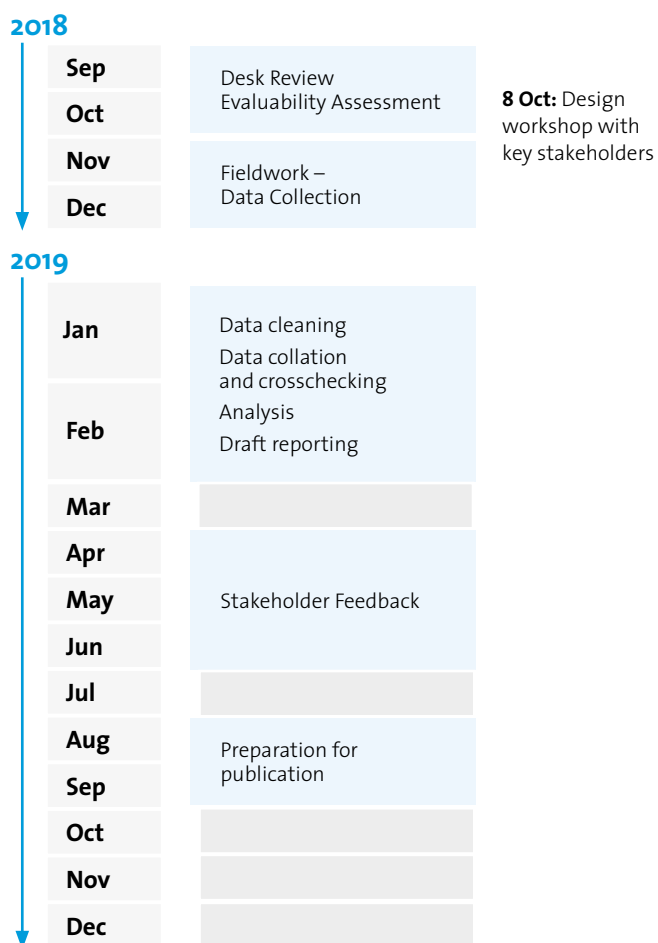 2018
Sep
Desk Review
Evaluability Assessment
Oct
8 Oct: Design
workshop with
key stakeholders
Nov
Fieldwork –
Data Collection
Dec
2019
Jan
Data cleaning
Data collation
and crosschecking
Analysis
Draft reporting
Feb
Mar
Apr
May
Stakeholder Feedback
Jun
Jul
Aug
Preparation for
publication
Sep
Oct
Nov
Dec